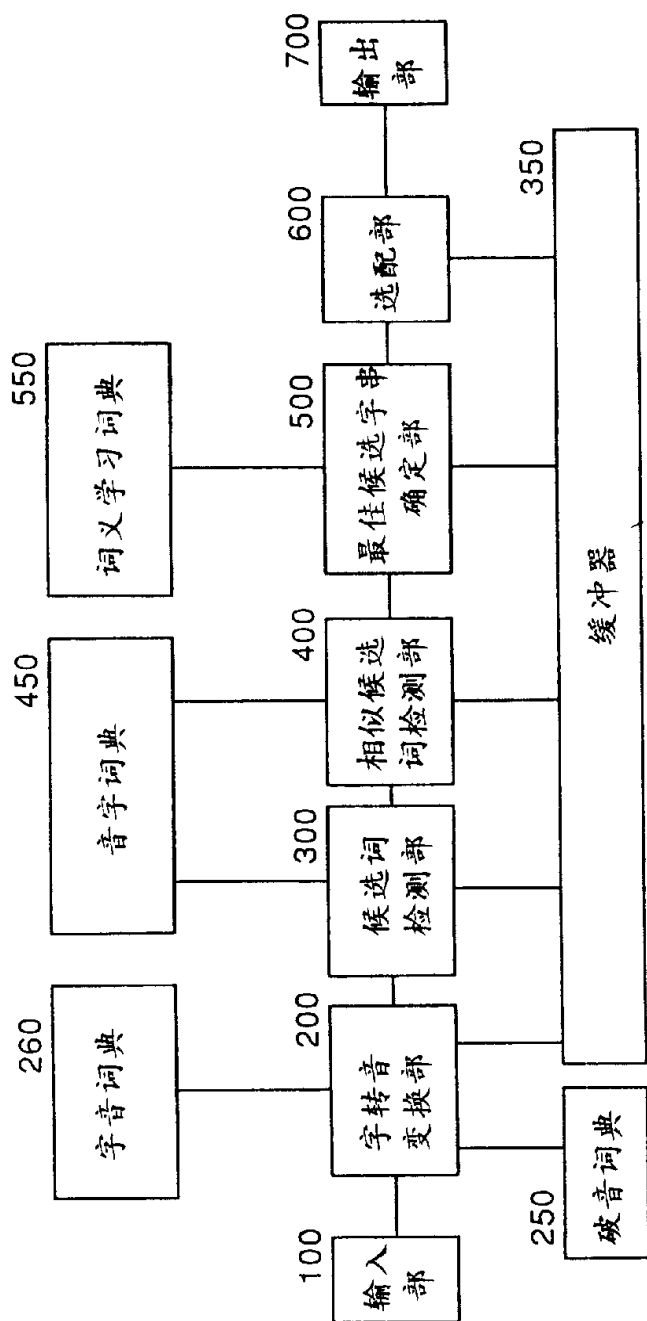 260
字音词典
450
音字词典
550
词义学习词典
100
输入
部
200
字转音
变换部
300
候选词
检测部
400
相似候选
词检测部
500
最佳候选字串
确定部
600
选配部
700
输出
部
250
破音词典
350
缓冲器